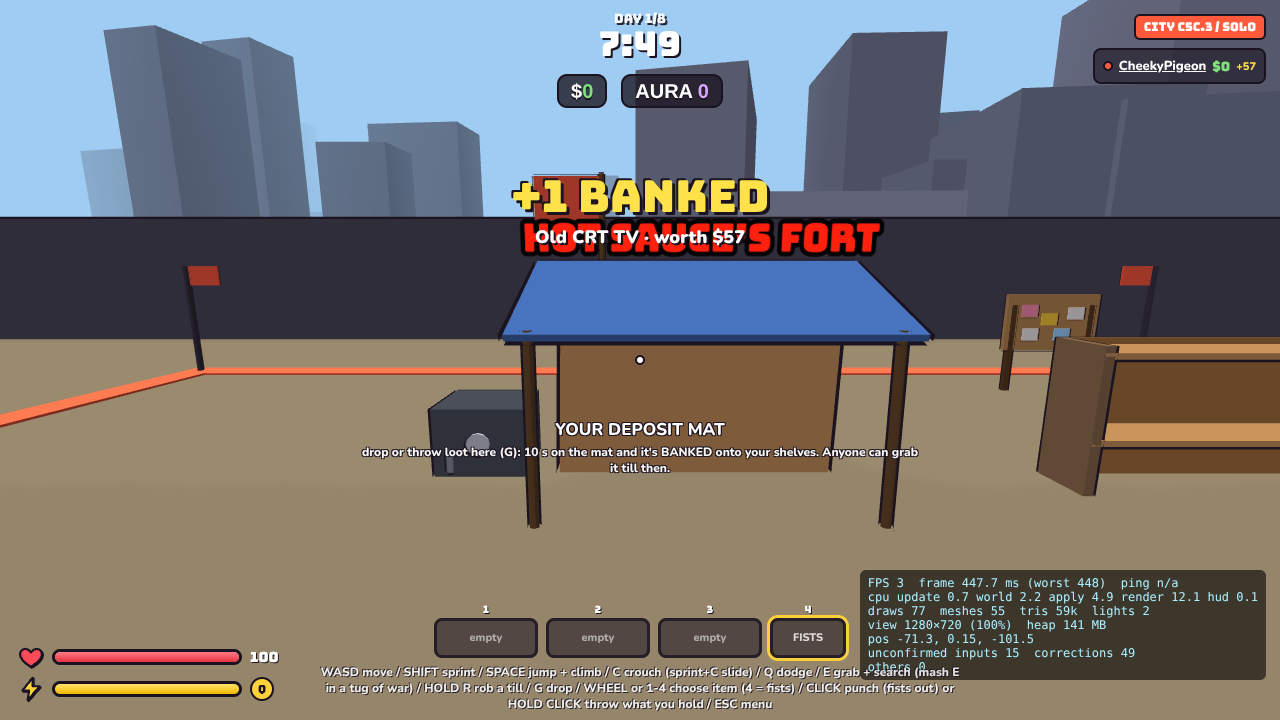 DAY 1/8
7:49
$0
AURA 0
CITY C5C.3 / SOLO
CheekyPigeon $0 +57
+1 BANKED
HOT SAUCE'S FORT
Old CRT TV · worth $57
YOUR DEPOSIT MAT
drop or throw loot here (G): 10 s on the mat and it's BANKED onto your shelves. Anyone can grab
it till then.
1
2
3
4
empty
empty
empty
FISTS
100
0
WASD move / SHIFT sprint / SPACE jump + climb / C crouch (sprint+C slide) / Q dodge / E grab + search (mash E
in a tug of war) / HOLD R rob a till / G drop / WHEEL or 1-4 choose item (4 = fists) / CLICK punch (fists out) or
HOLD CLICK throw what you hold / ESC menu
FPS 3 frame 447.7 ms (worst 448) ping n/a
cpu update 0.7 world 2.2 apply 4.9 render 12.1 hud 0.1
draws 77 meshes 55 tris 59k lights 2
view 1280×720 (100%) heap 141 MB
pos -71.3, 0.15, -101.5
unconfirmed inputs 15 corrections 49
others 0